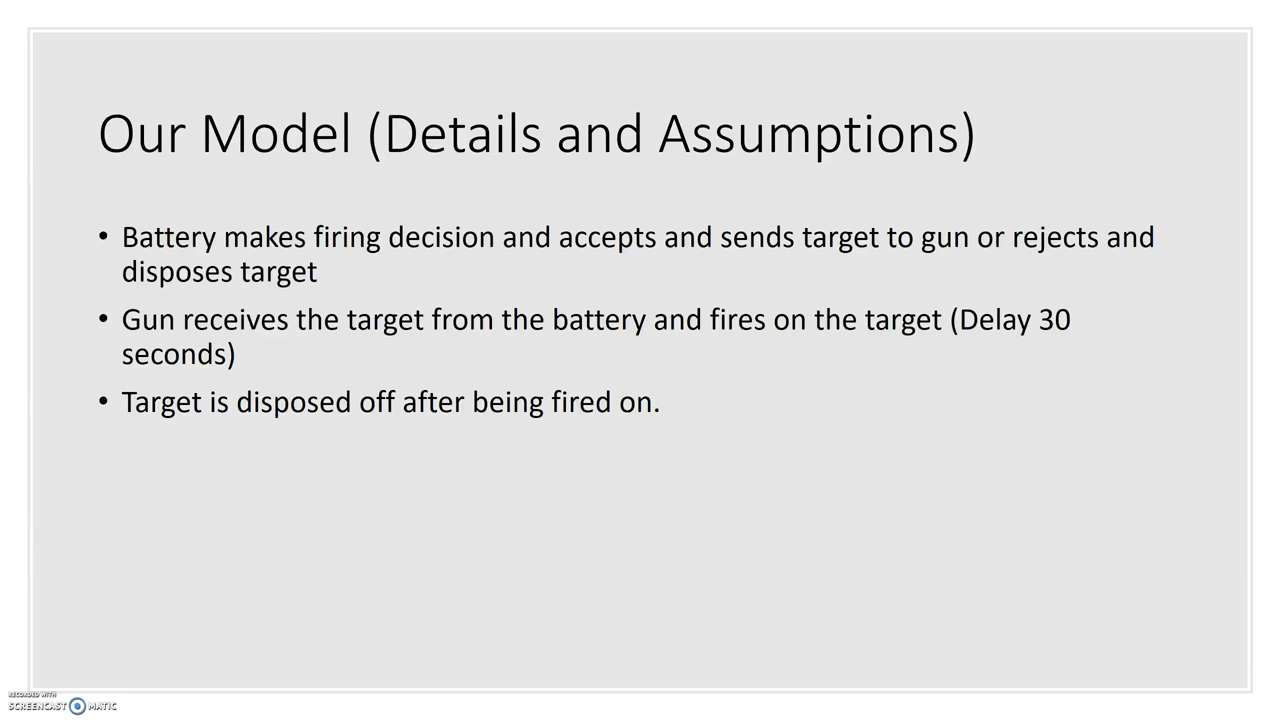 Our Model (Details and Assumptions)
• Battery makes firing decision and accepts and sends target to gun or rejects and
disposes target
• Gun receives the target from the battery and fires on the target (Delay 30
seconds)
• Target is disposed off after being fired on.
RECORDED WITH
SCREENCAST MATIC